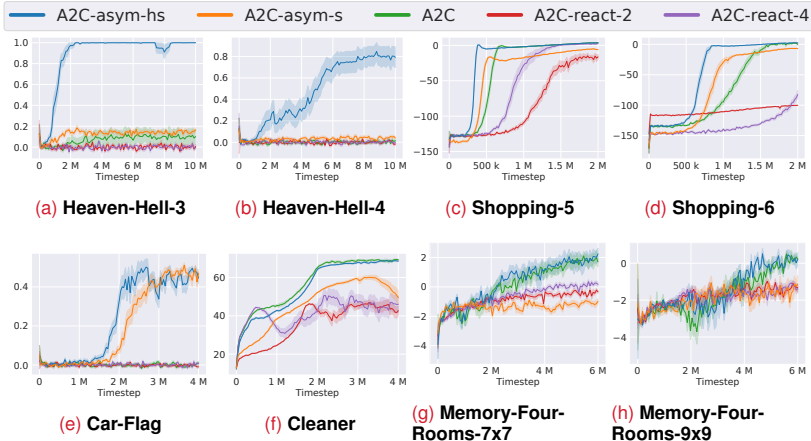 A2C-asym-hs A2C-asym-s A2C A2C-react-2 A2C-react-4
1.0
0.8
0.6
0.4
0.2
0.0
0 2 M 4 M 6 M 8 M 10 M
Timestep
(a) Heaven-Hell-3
0.8
0.6
0.4
0.2
0.0
0 2 M 4 M 6 M 8 M 10 M
Timestep
(b) Heaven-Hell-4
0
−50
−100
−150
0 500 k 1 M 2 M 2 M
Timestep
(c) Shopping-5
0
−50
−100
−150
0 500 k 1 M 1.5 M 2 M
Timestep
(d) Shopping-6
0.4
0.2
0.0
0 1 M 2 M 3 M 4 M
Timestep
(e) Car-Flag
60
40
20
0 1 M 2 M 3 M 4 M
Timestep
(f) Cleaner
2
0
−2
−4
0 2 M 4 M 6 M
Timestep
(g) Memory-Four-
Rooms-7x7
2
0
−2
−4
0 2 M 4 M 6 M
Timestep
(h) Memory-Four-
Rooms-9x9